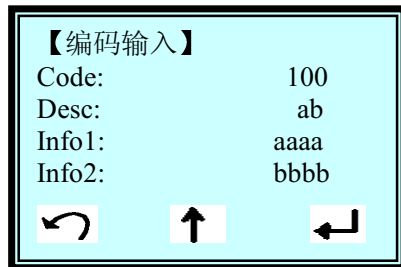 【编码输入】
Code: 100
Desc: ab
Info1: aaaa
Info2: bbbb